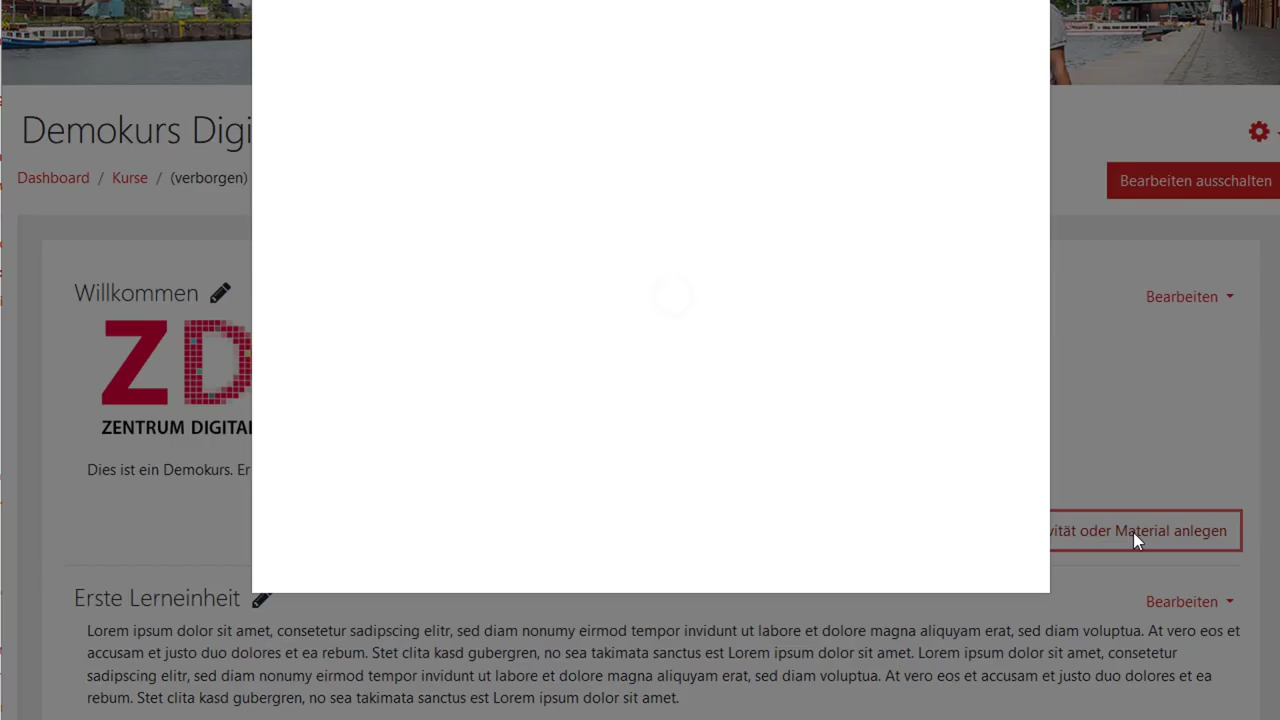 Demokurs Digi
Dashboard / Kurse / (verborgen)
Bearbeiten ausschalten
Willkommen
Bearbeiten
ZD
ZENTRUM DIGITAL
Dies ist ein Demokurs. Er
vität oder Material anlegen
Erste Lerneinheit
Bearbeiten
Lorem ipsum dolor sit amet, consetetur sadipscing elitr, sed diam nonumy eirmod tempor invidunt ut labore et dolore magna aliquyam erat, sed diam voluptua. At vero eos et
accusam et justo duo dolores et ea rebum. Stet clita kasd gubergren, no sea takimata sanctus est Lorem ipsum dolor sit amet. Lorem ipsum dolor sit amet, consetetur
sadipscing elitr, sed diam nonumy eirmod tempor invidunt ut labore et dolore magna aliquyam erat, sed diam voluptua. At vero eos et accusam et justo duo dolores et ea
rebum. Stet clita kasd gubergren, no sea takimata sanctus est Lorem ipsum dolor sit amet.